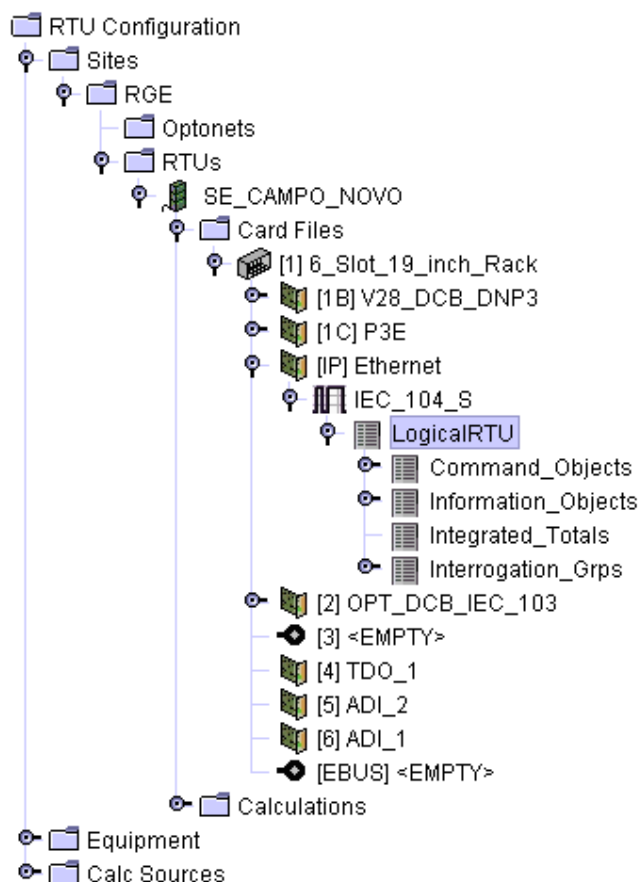 RTU Configuration
Sites
RGE
Optonets
RTUs
SE_CAMPO_NOVO
Card Files
[1] 6_Slot_19_inch_Rack
[1B] V28_DCB_DNP3
[1C] P3E
[IP] Ethernet
IEC_104_S
LogicalRTU
Command_Objects
Information_Objects
Integrated_Totals
Interrogation_Grps
[2] OPT_DCB_IEC_103
[3] <EMPTY>
[4] TDO_1
[5] ADI_2
[6] ADI_1
[EBUS] <EMPTY>
Calculations
Equipment
Calc Sources